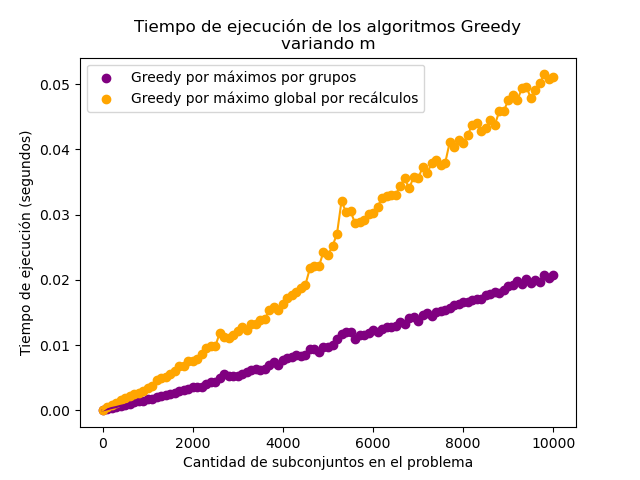 Tiempo de ejecución de los algoritmos Greedy
variando m
Greedy por máximos por grupos
Greedy por máximo global por recálculos
Tiempo de ejecución (segundos)
0.05
0.04
0.03
0.02
0.01
0.00
0
2000
4000
6000
8000
10000
Cantidad de subconjuntos en el problema